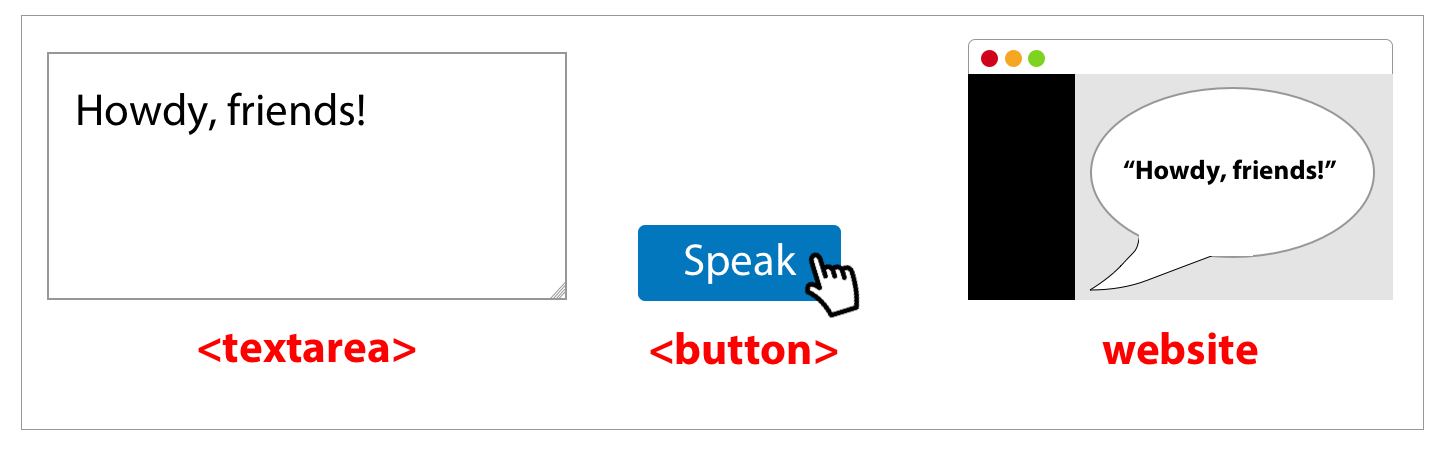 Howdy, friends!
Speak
“Howdy, friends!”
<textarea>
<button>
website